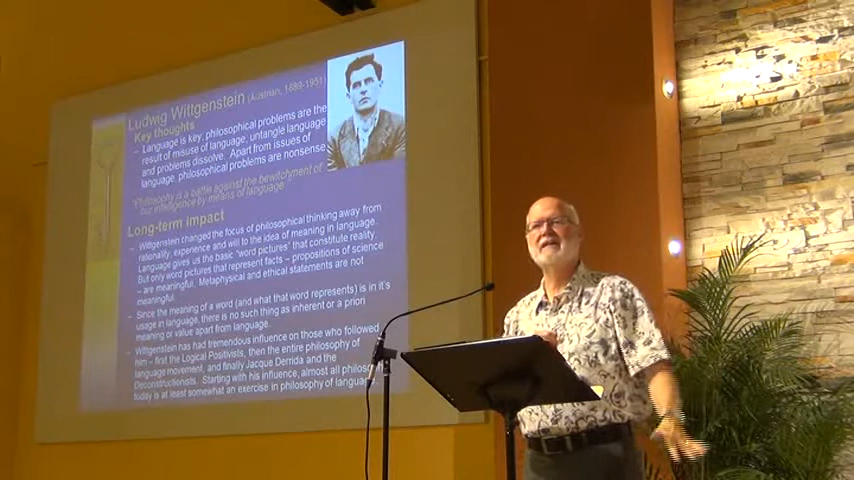 Ludwig Wittgenstein (Austrian, 1889-1951)
Key thoughts
– Language is key; philosophical problems are the
result of misuse of language; untangle language
and problems dissolve. Apart from issues of
language, philosophical problems are nonsense
"Philosophy is a battle against the bewitchment of
our intelligence by means of language"
Long-term impact
– Wittgenstein changed the focus of philosophical thinking away from
rationality, experience and will to the idea of meaning in language.
Language gives us the basic "word pictures" that constitute reality.
But only word pictures that represent facts – propositions of science
– are meaningful. Metaphysical and ethical statements are not
meaningful.
– Since the meaning of a word (and what that word represents) is in it's
usage in language, there is no such thing as inherent or a priori
meaning or value apart from language.
– Wittgenstein has had tremendous influence on those who followed
him – first the Logical Positivists, then the entire philosophy of
language movement, and finally Jacque Derrida and the
Deconstructionists. Starting with his influence, almost all
today is at least somewhat an exercise in philosophy of